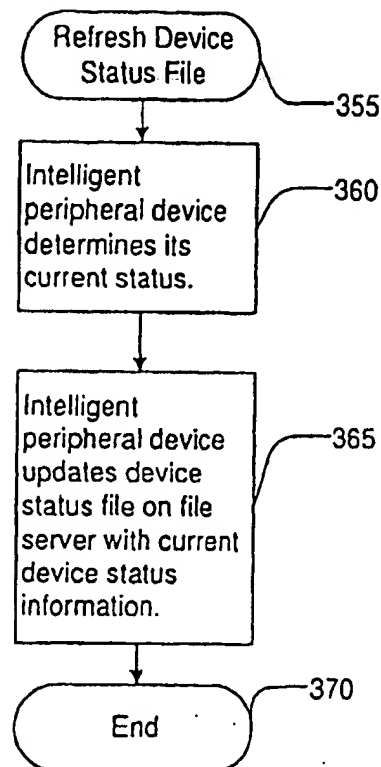 Refresh Device
Status File
355
Intelligent
peripheral device
determines its
current status.
360
Intelligent
peripheral device
updates device
status file on file
server with current
device status
information.
365
End
370